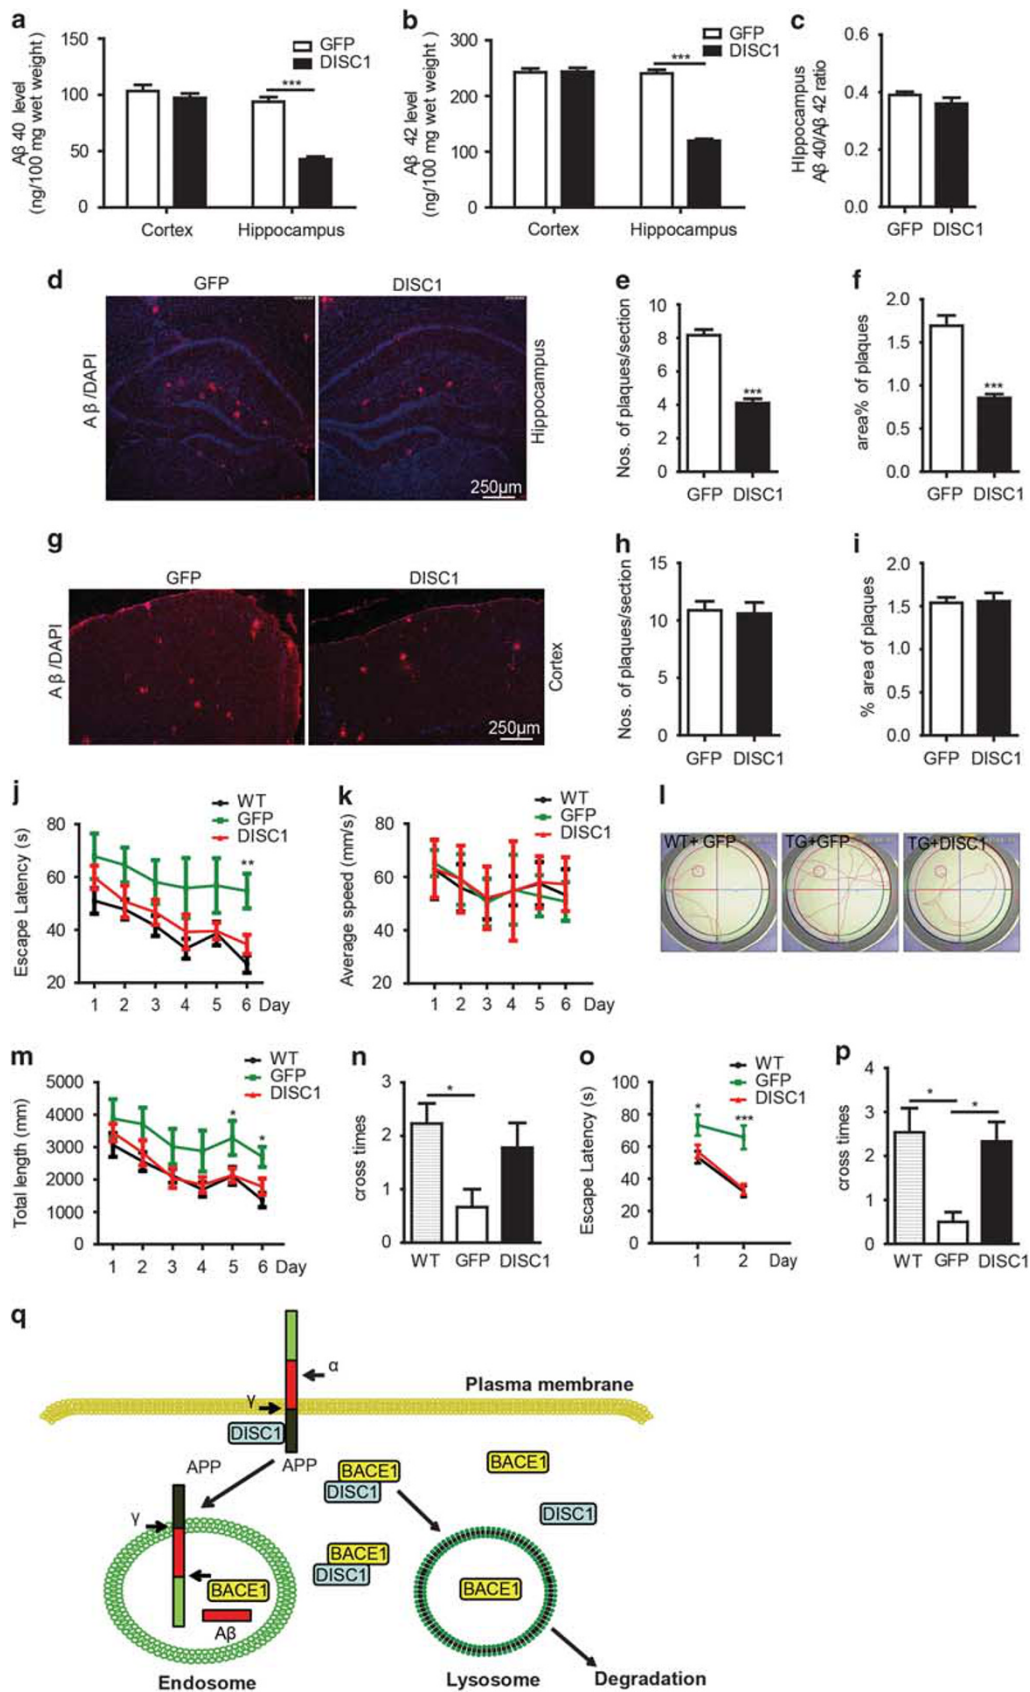 a
Aβ 40 level
(ng/100 mg wet weight)
150
100
50
0
GFP
DISC1
***
Cortex
Hippocampus
b
Aβ 42 level
(ng/100 mg wet weight )
300
200
100
0
GFP
DISC1
***
Cortex
Hippocampus
c
Hippocampus
Aβ 40/Aβ 42 ratio
0.6
0.4
0.2
0.0
GFP DISC1
d
GFP
DISC1
Aβ/DAPI
Hippocampus
250μm
e
Nos. of plaques/section
10
8
6
4
2
0
***
GFP DISC1
f
area% of plaques
2.0
1.5
1.0
0.5
0.0
***
GFP DISC1
g
GFP
DISC1
Aβ/DAPI
Cortex
250μm
h
Nos. of plaques/section
15
10
5
0
GFP DISC1
i
% area of plaques
2.0
1.5
1.0
0.5
0.0
GFP DISC1
j
WT
GFP
DISC1
Escape Latency (s)
80
60
40
20
**
1 2 3 4 5 6 Day
k
WT
GFP
DISC1
Average speed (mm/s)
80
60
40
20
1 2 3 4 5 6 Day
l
WT+ GFP
TG+GFP
TG+DISC1
m
WT
GFP
DISC1
Total length (mm)
5000
4000
3000
2000
1000
0
*
*
1 2 3 4 5 6 Day
n
cross times
3
2
1
0
*
WT GFP DISC1
o
WT
GFP
DISC1
Escape Latency (s)
100
80
60
40
20
0
*
***
1 2 Day
p
cross times
4
3
2
1
0
*
*
WT GFP DISC1
q
α
γ
Plasma membrane
DISC1
APP
APP
BACE1
DISC1
BACE1
DISC1
γ
BACE1
DISC1
BACE1
BACE1
Aβ
Endosome
Lysosome
Degradation